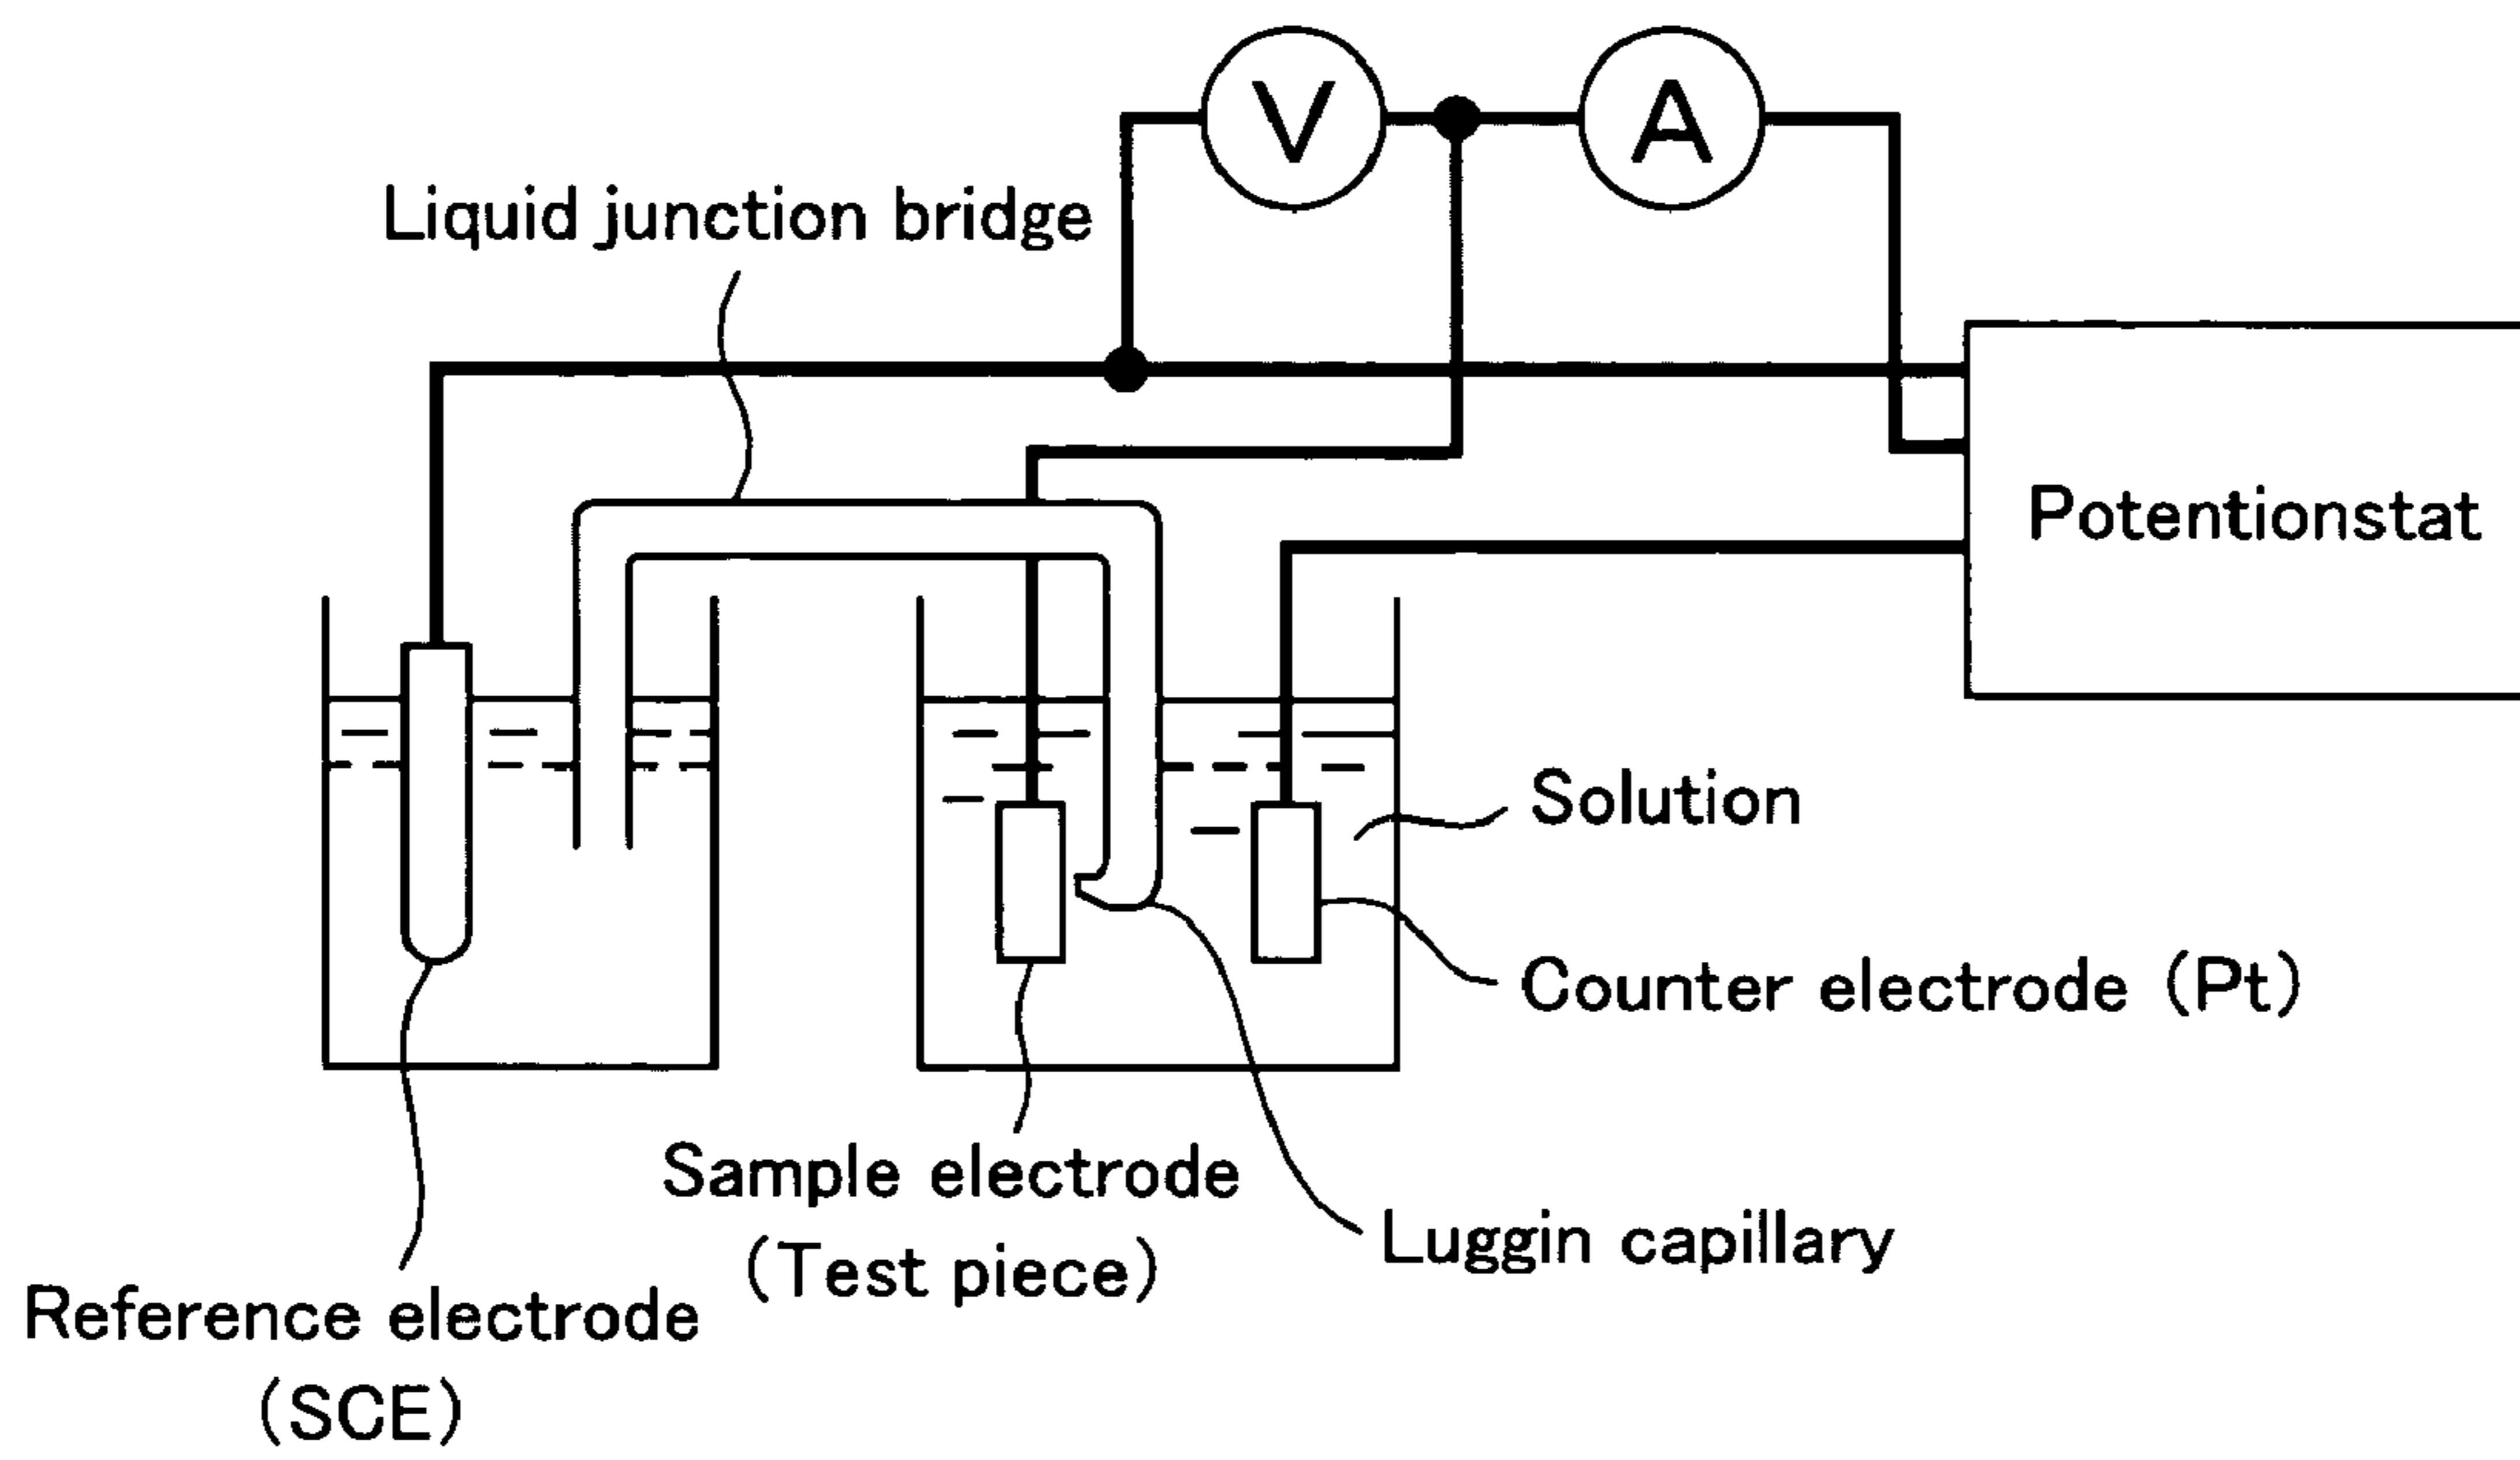 V
A
Liquid junction bridge
Potentionstat
Solution
Counter electrode (Pt)
Sample electrode
(Test piece)
Luggin capillary
Reference electrode
(SCE)